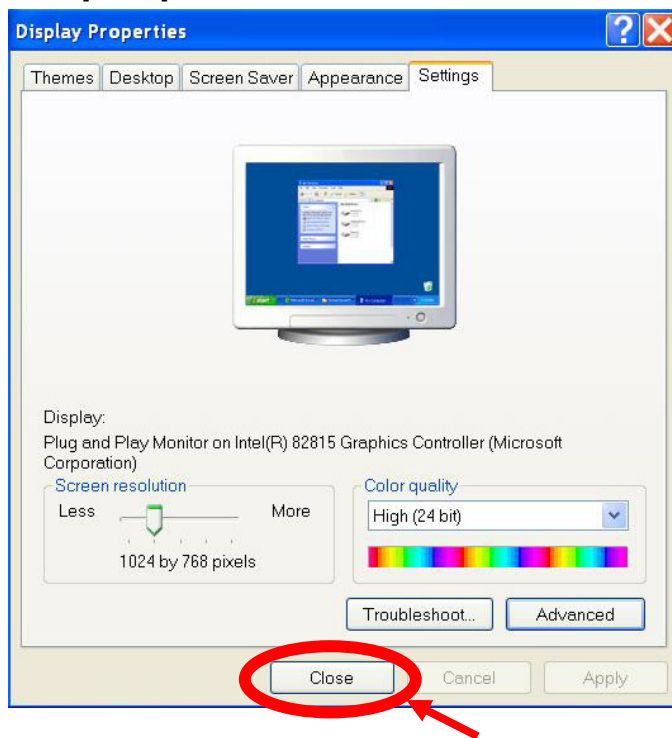 Display Properties
?
Themes Desktop Screen Saver Appearance Settings
Display:
Plug and Play Monitor on Intel(R) 82815 Graphics Controller (Microsoft
Corporation)
Screen resolution
Less More
1024 by 768 pixels
Color quality
High (24 bit)
Troubleshoot... Advanced
Close Cancel Apply